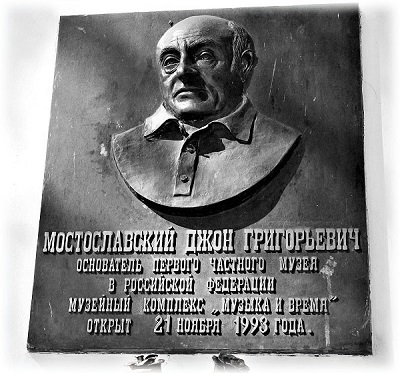 МОСТОСЛАВСКИЙ ДЖОН ГРИГОРЬЕВИЧ
ОСНОВАТЕЛЬ ПЕРВОГО ЧАСТНОГО МУЗЕЯ
В РОССИЙСКОЙ ФЕДЕРАЦИИ
МУЗЕЙНЫЙ КОМПЛЕКС „МУЗЫКА И ВРЕМЯ"
ОТКРЫТ 21 НОЯБРЯ 1993 ГОДА.